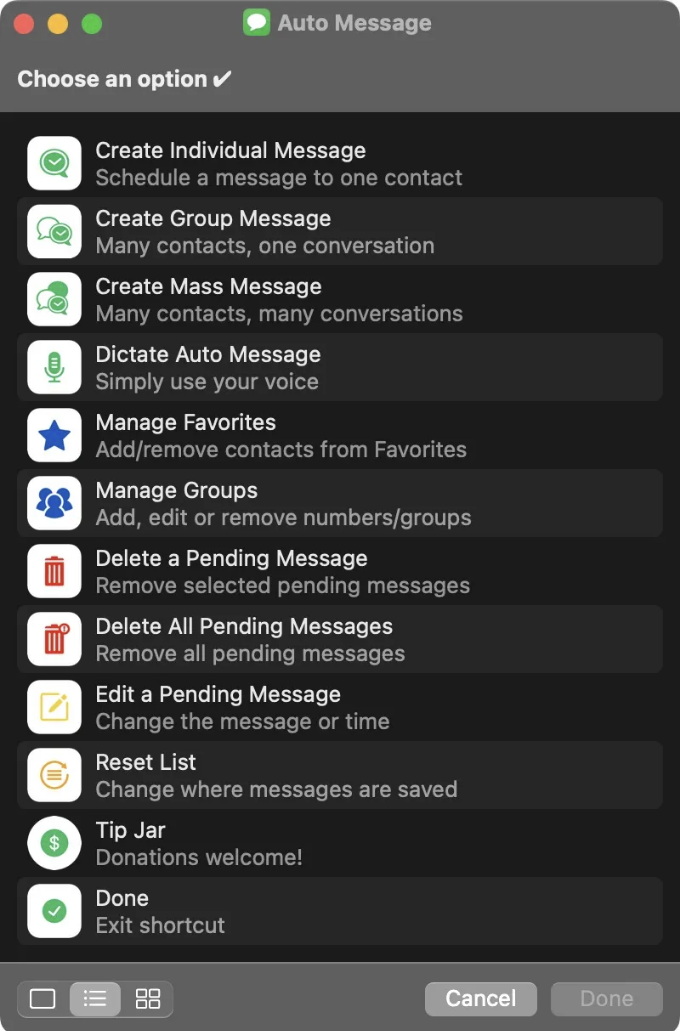 Auto Message
Choose an option ✔
Create Individual Message
Schedule a message to one contact
Create Group Message
Many contacts, one conversation
Create Mass Message
Many contacts, many conversations
Dictate Auto Message
Simply use your voice
Manage Favorites
Add/remove contacts from Favorites
Manage Groups
Add, edit or remove numbers/groups
Delete a Pending Message
Remove selected pending messages
Delete All Pending Messages
Remove all pending messages
Edit a Pending Message
Change the message or time
Reset List
Change where messages are saved
$
Tip Jar
Donations welcome!
Done
Exit shortcut
Cancel
Done